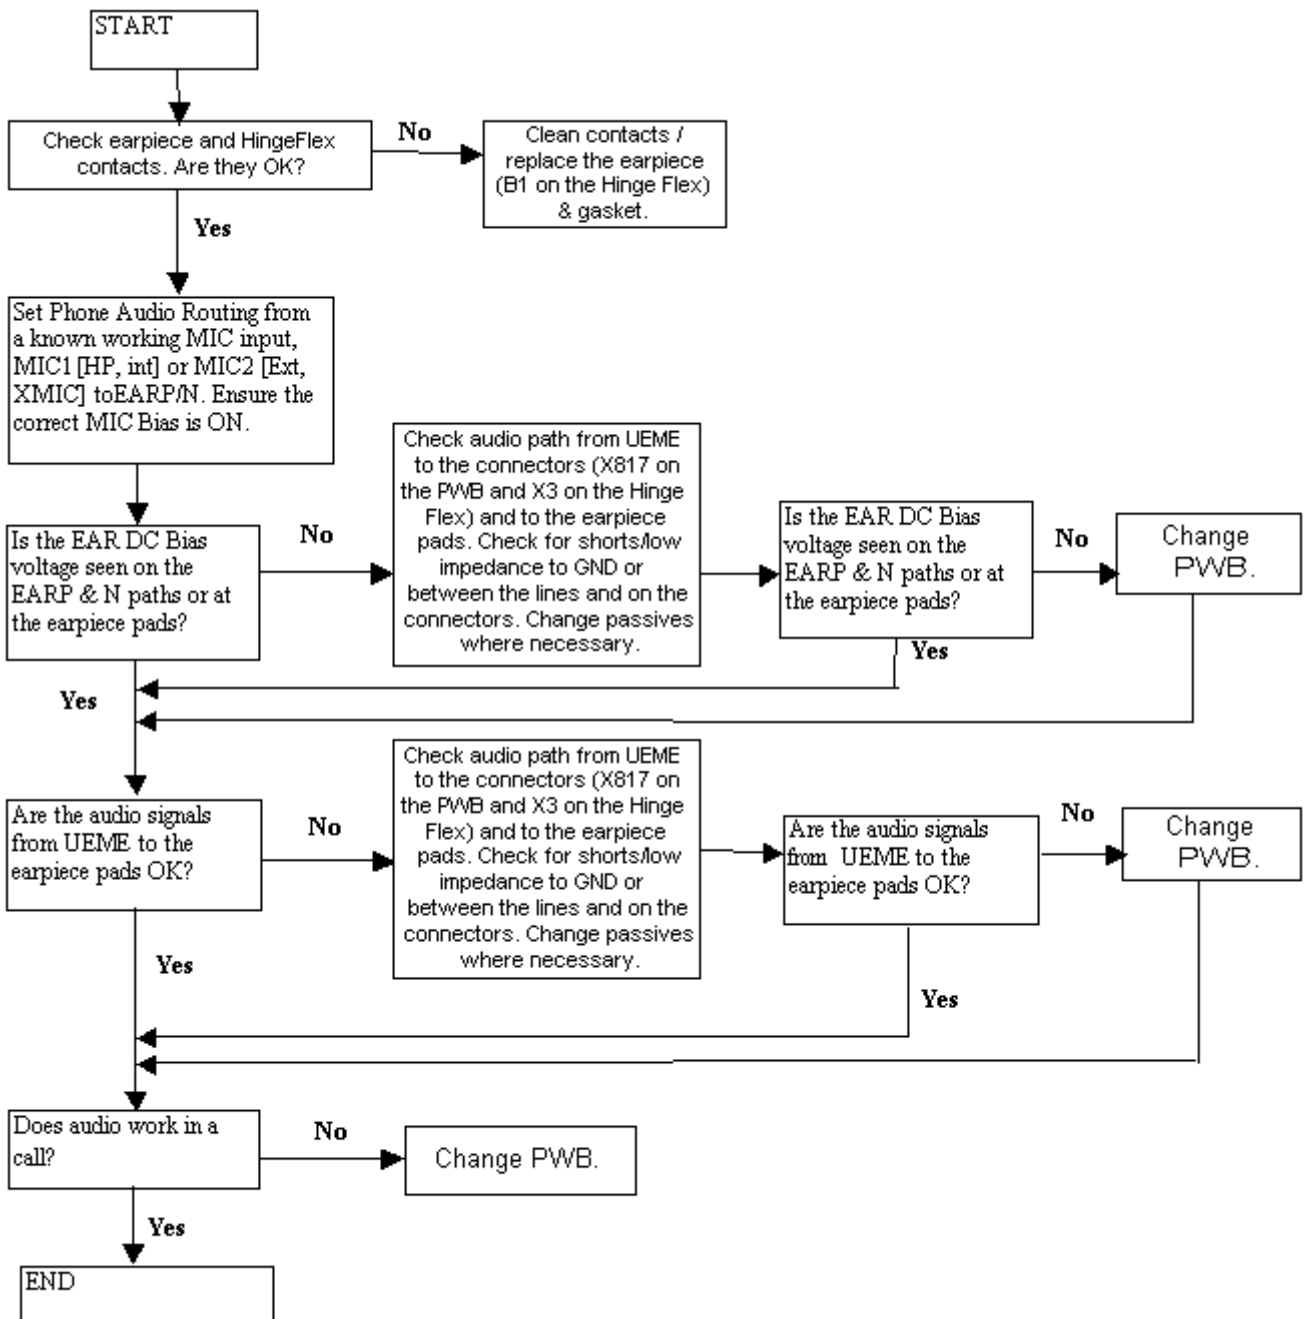 START
Check earpiece and HingeFlex
contacts. Are they OK?
No
Clean contacts /
replace the earpiece
(B1 on the Hinge Flex)
& gasket.
Yes
Set Phone Audio Routing from
a known working MIC input,
MIC1 [HP, int] or MIC2 [Ext,
XMIC] toEARP/N. Ensure the
correct MIC Bias is ON.
Is the EAR DC Bias
voltage seen on the
EARP & N paths or at
the earpiece pads?
No
Check audio path from UEME
to the connectors (X817 on
the PWB and X3 on the Hinge
Flex) and to the earpiece
pads. Check for shorts/low
impedance to GND or
between the lines and on the
connectors. Change passives
where necessary.
Is the EAR DC Bias
voltage seen on the
EARP & N paths or at
the earpiece pads?
No
Change
PWB.
Yes
Yes
Are the audio signals
from UEME to the
earpiece pads OK?
No
Check audio path from UEME
to the connectors (X817 on
the PWB and X3 on the Hinge
Flex) and to the earpiece
pads. Check for shorts/low
impedance to GND or
between the lines and on the
connectors. Change passives
where necessary.
Are the audio signals
from UEME to the
earpiece pads OK?
No
Change
PWB.
Yes
Yes
Does audio work in a
call?
No
Change PWB.
Yes
END